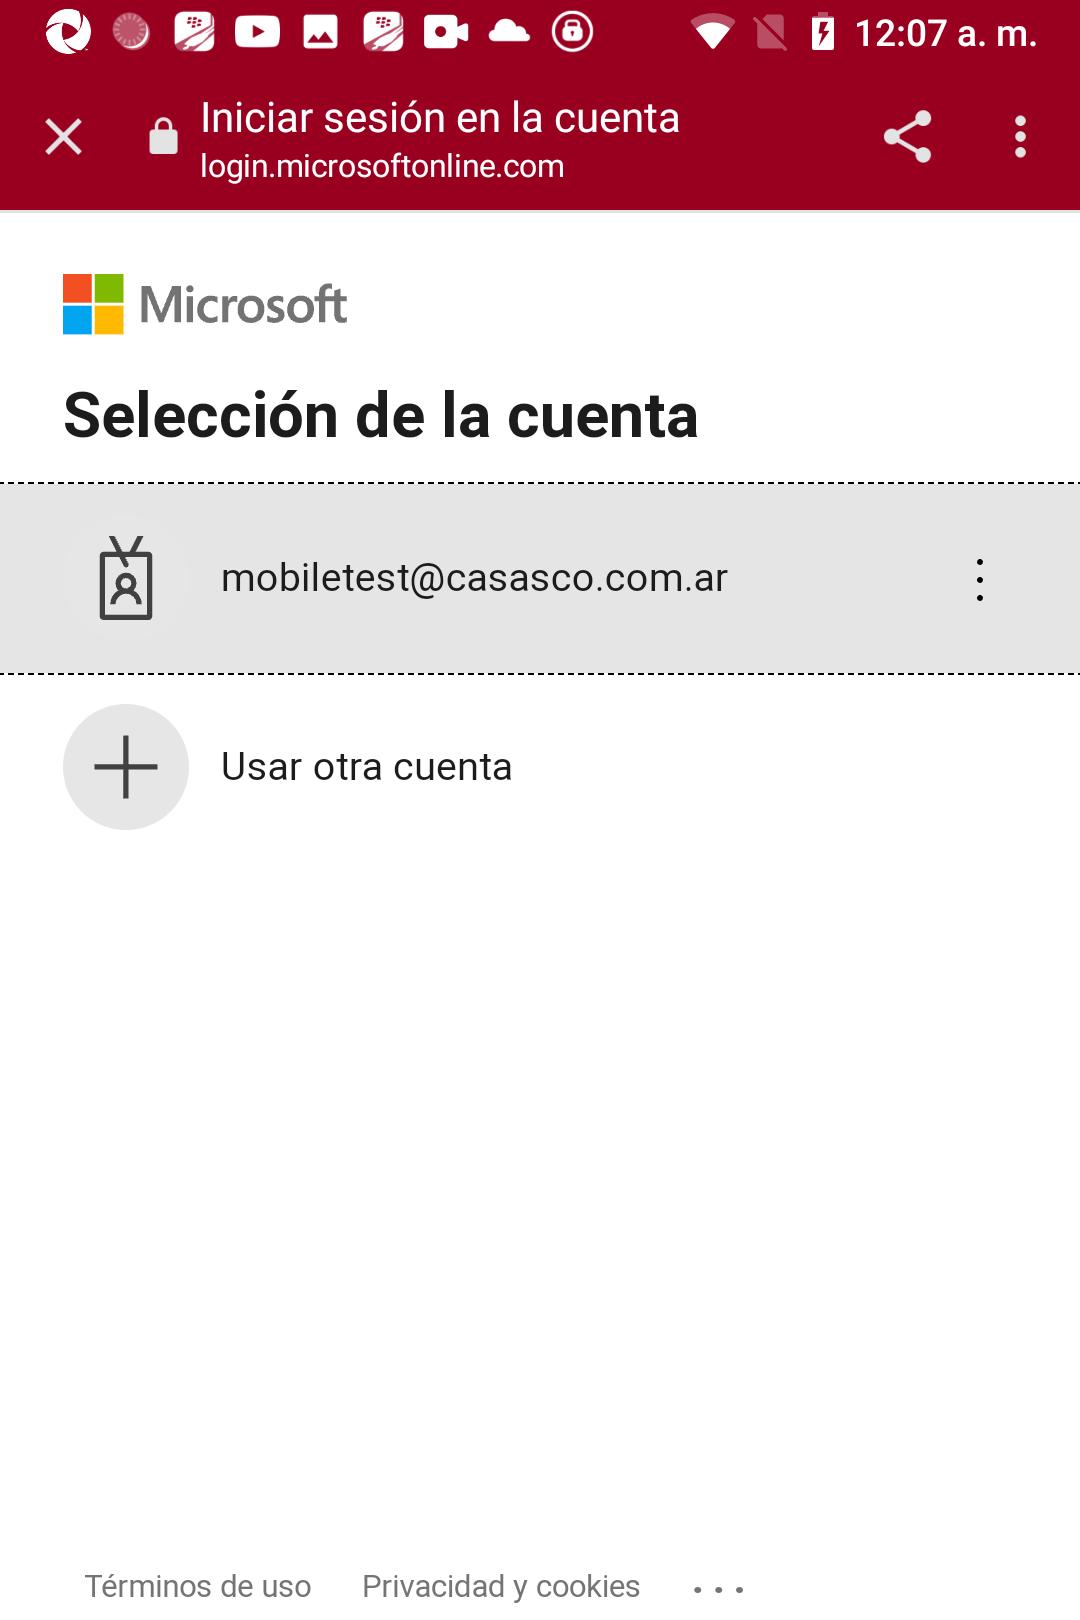 12:07 a. m.
Iniciar sesión en la cuenta
login.microsoftonline.com
Microsoft
Selección de la cuenta
mobiletest@casasco.com.ar
Usar otra cuenta
Términos de uso Privacidad y cookies ...